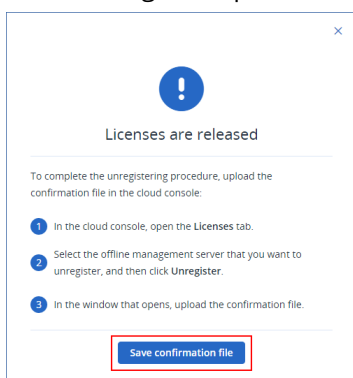 Licenses are released
To complete the unregistering procedure, upload the
confirmation file in the cloud console:
1 In the cloud console, open the Licenses tab.
2 Select the offline management server that you want to
unregister, and then click Unregister.
3 In the window that opens, upload the confirmation file.
Save confirmation file